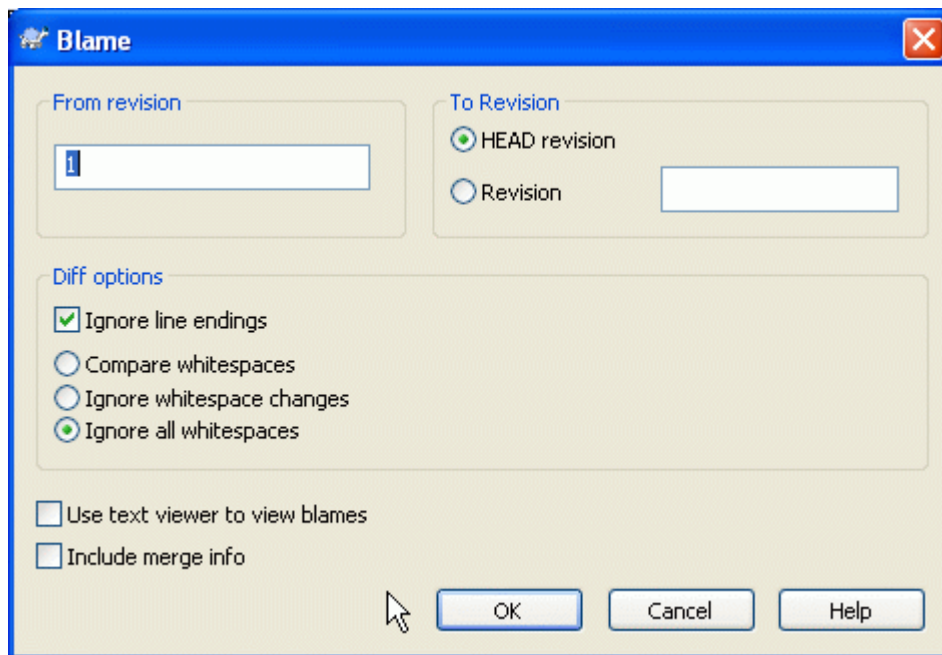 Blame
From revision
1
To Revision
HEAD revision
Revision
Diff options
Ignore line endings
Compare whitespaces
Ignore whitespace changes
Ignore all whitespaces
Use text viewer to view blames
Include merge info
OK Cancel Help